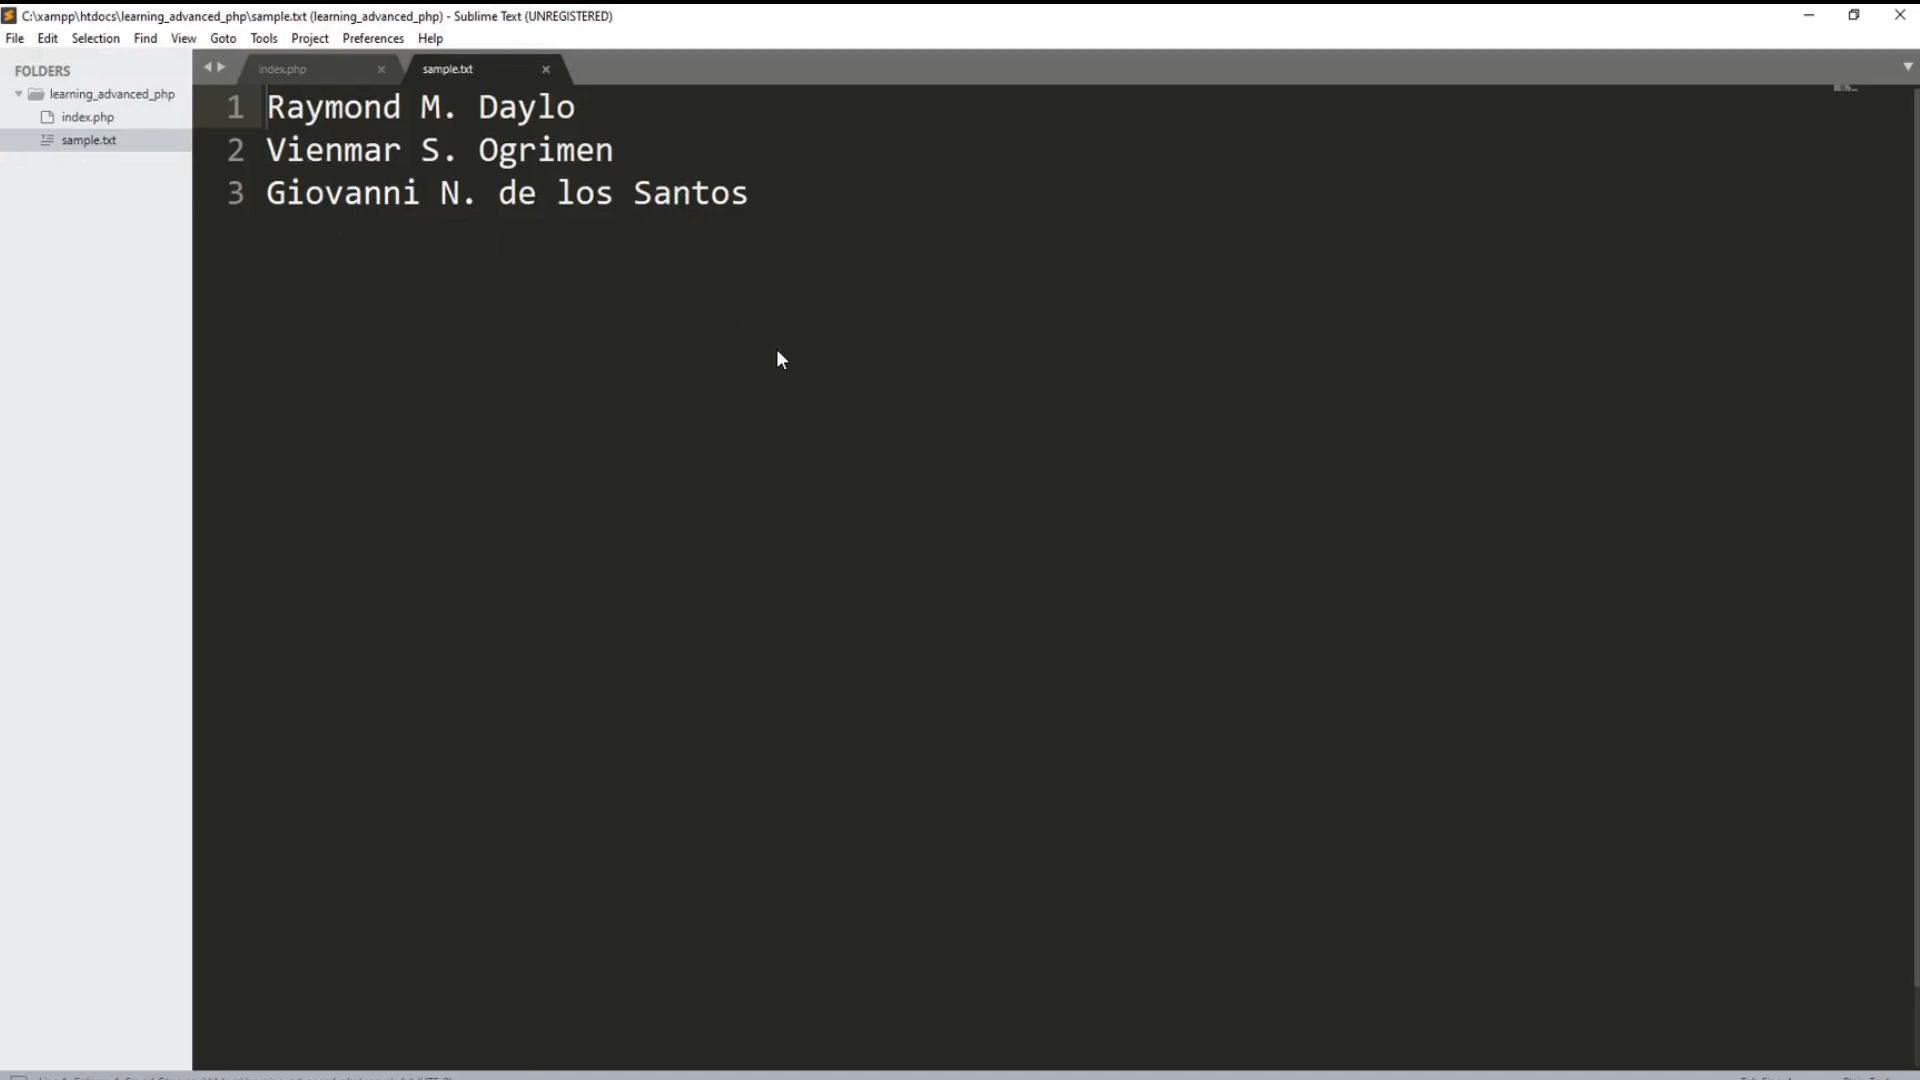 C:\xampp\htdocs\learning_advanced_php\sample.txt (learning_advanced_php) - Sublime Text (UNREGISTERED)
File Edit Selection Find View Goto Tools Project Preferences Help
FOLDERS
learning_advanced_php
index.php
sample.txt
index.php sample.txt
1 Raymond M. Daylo
2 Vienmar S. Ogrimen
3 Giovanni N. de los Santos